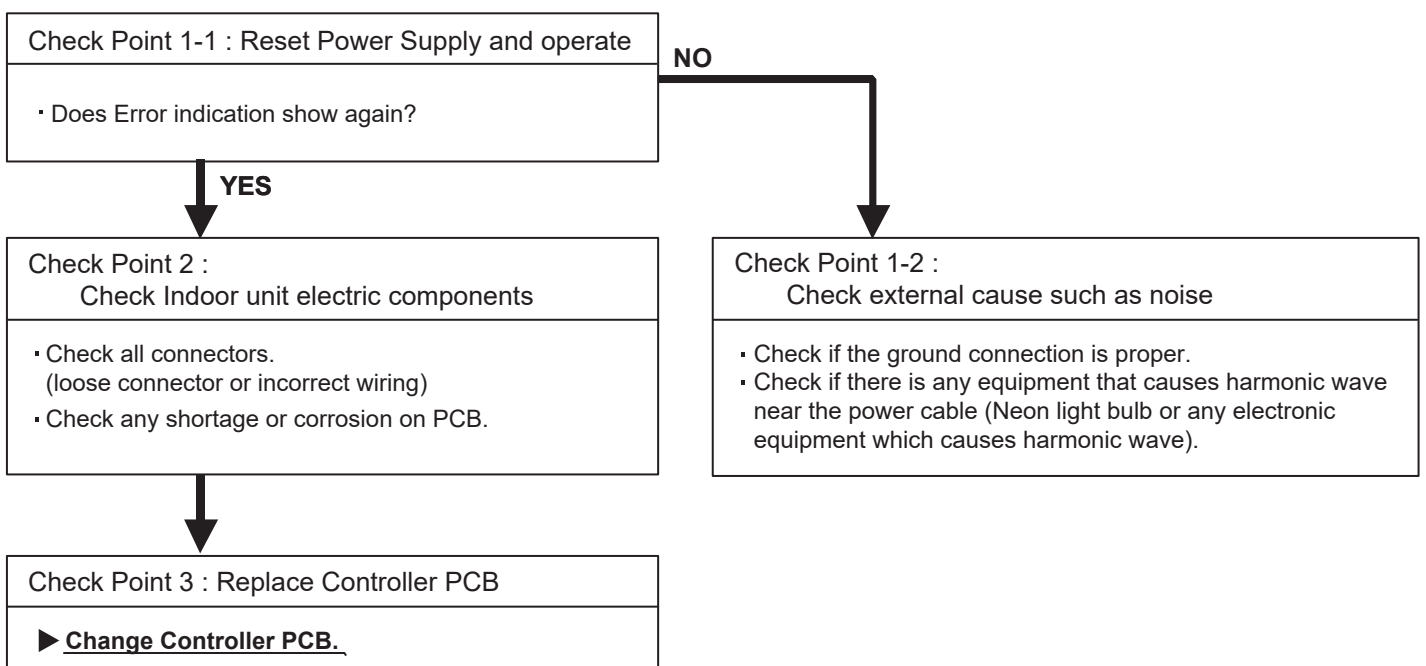 Check Point 1-1 : Reset Power Supply and operate
・Does Error indication show again?
NO
YES
Check Point 2 :
Check Indoor unit electric components
・Check all connectors.
(loose connector or incorrect wiring)
・Check any shortage or corrosion on PCB.
Check Point 1-2 :
Check external cause such as noise
・Check if the ground connection is proper.
・Check if there is any equipment that causes harmonic wave
near the power cable (Neon light bulb or any electronic
equipment which causes harmonic wave).
Check Point 3 : Replace Controller PCB
▶ Change Controller PCB.